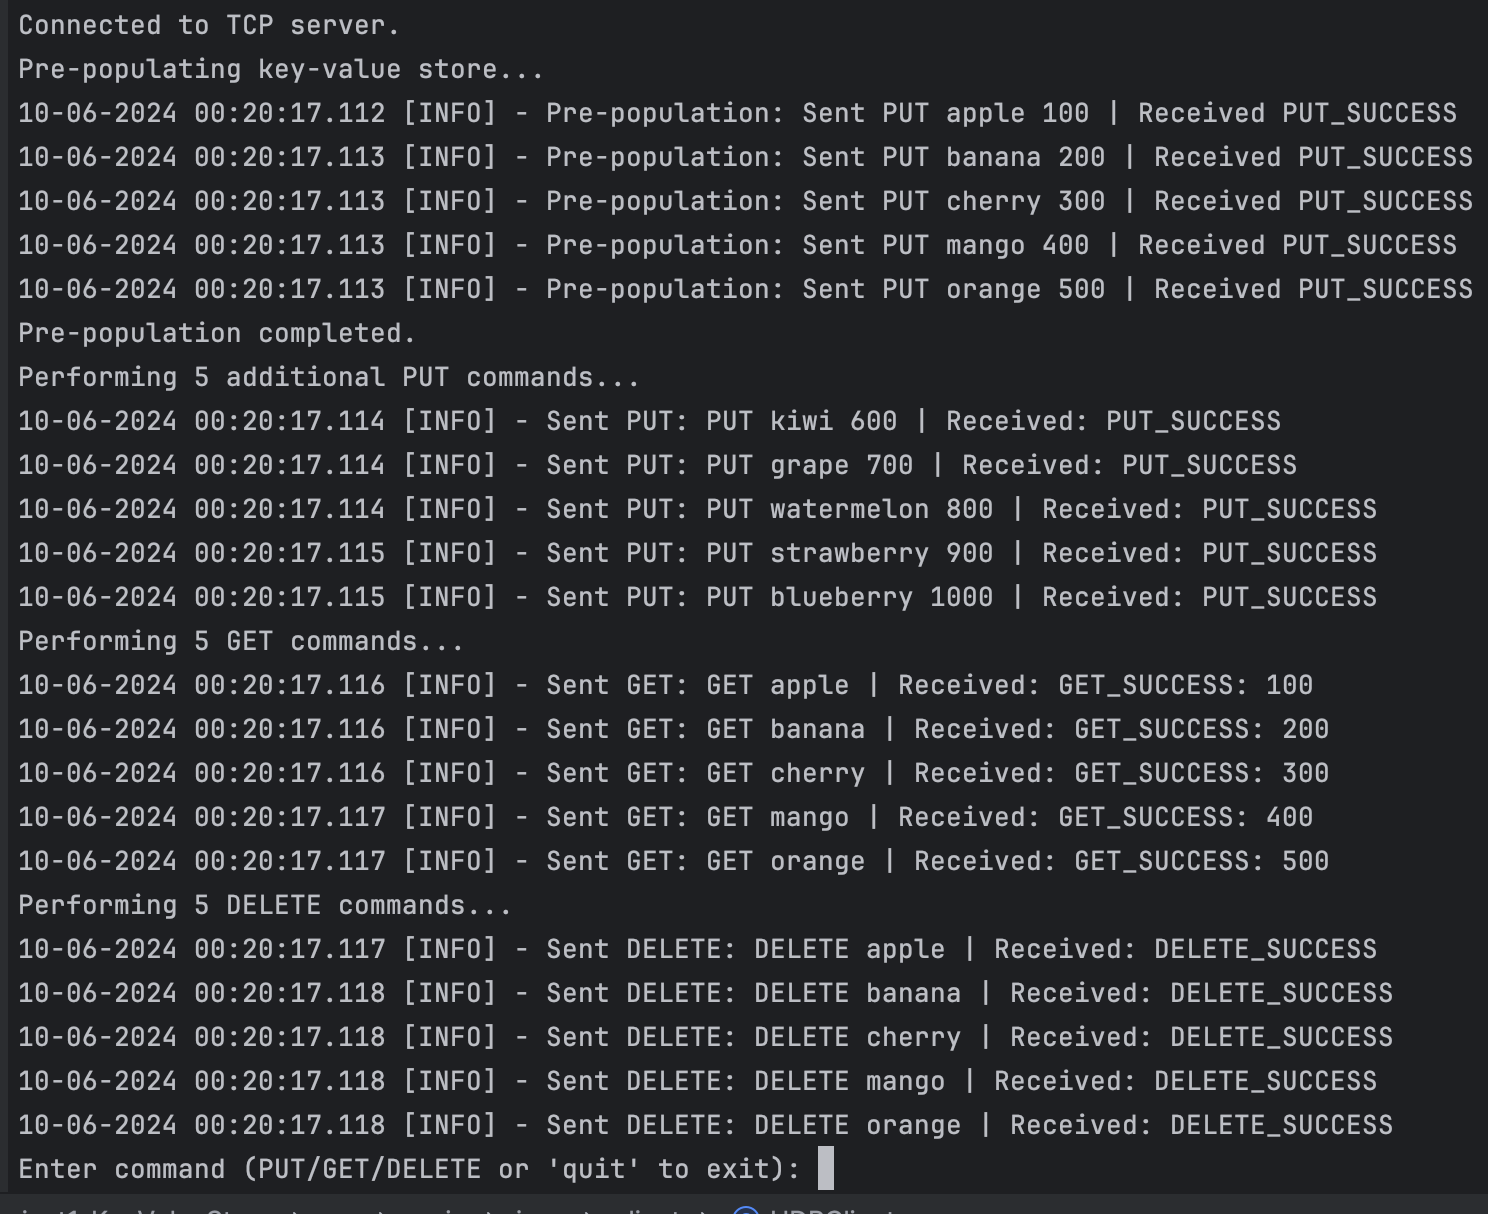 Connected to TCP server.
Pre-populating key-value store...
10-06-2024 00:20:17.112 [INFO] - Pre-population: Sent PUT apple 100 | Received PUT_SUCCESS
10-06-2024 00:20:17.113 [INFO] - Pre-population: Sent PUT banana 200 | Received PUT_SUCCESS
10-06-2024 00:20:17.113 [INFO] - Pre-population: Sent PUT cherry 300 | Received PUT_SUCCESS
10-06-2024 00:20:17.113 [INFO] - Pre-population: Sent PUT mango 400 | Received PUT_SUCCESS
10-06-2024 00:20:17.113 [INFO] - Pre-population: Sent PUT orange 500 | Received PUT_SUCCESS
Pre-population completed.
Performing 5 additional PUT commands...
10-06-2024 00:20:17.114 [INFO] - Sent PUT: PUT kiwi 600 | Received: PUT_SUCCESS
10-06-2024 00:20:17.114 [INFO] - Sent PUT: PUT grape 700 | Received: PUT_SUCCESS
10-06-2024 00:20:17.114 [INFO] - Sent PUT: PUT watermelon 800 | Received: PUT_SUCCESS
10-06-2024 00:20:17.115 [INFO] - Sent PUT: PUT strawberry 900 | Received: PUT_SUCCESS
10-06-2024 00:20:17.115 [INFO] - Sent PUT: PUT blueberry 1000 | Received: PUT_SUCCESS
Performing 5 GET commands...
10-06-2024 00:20:17.116 [INFO] - Sent GET: GET apple | Received: GET_SUCCESS: 100
10-06-2024 00:20:17.116 [INFO] - Sent GET: GET banana | Received: GET_SUCCESS: 200
10-06-2024 00:20:17.116 [INFO] - Sent GET: GET cherry | Received: GET_SUCCESS: 300
10-06-2024 00:20:17.117 [INFO] - Sent GET: GET mango | Received: GET_SUCCESS: 400
10-06-2024 00:20:17.117 [INFO] - Sent GET: GET orange | Received: GET_SUCCESS: 500
Performing 5 DELETE commands...
10-06-2024 00:20:17.117 [INFO] - Sent DELETE: DELETE apple | Received: DELETE_SUCCESS
10-06-2024 00:20:17.118 [INFO] - Sent DELETE: DELETE banana | Received: DELETE_SUCCESS
10-06-2024 00:20:17.118 [INFO] - Sent DELETE: DELETE cherry | Received: DELETE_SUCCESS
10-06-2024 00:20:17.118 [INFO] - Sent DELETE: DELETE mango | Received: DELETE_SUCCESS
10-06-2024 00:20:17.118 [INFO] - Sent DELETE: DELETE orange | Received: DELETE_SUCCESS
Enter command (PUT/GET/DELETE or 'quit' to exit):